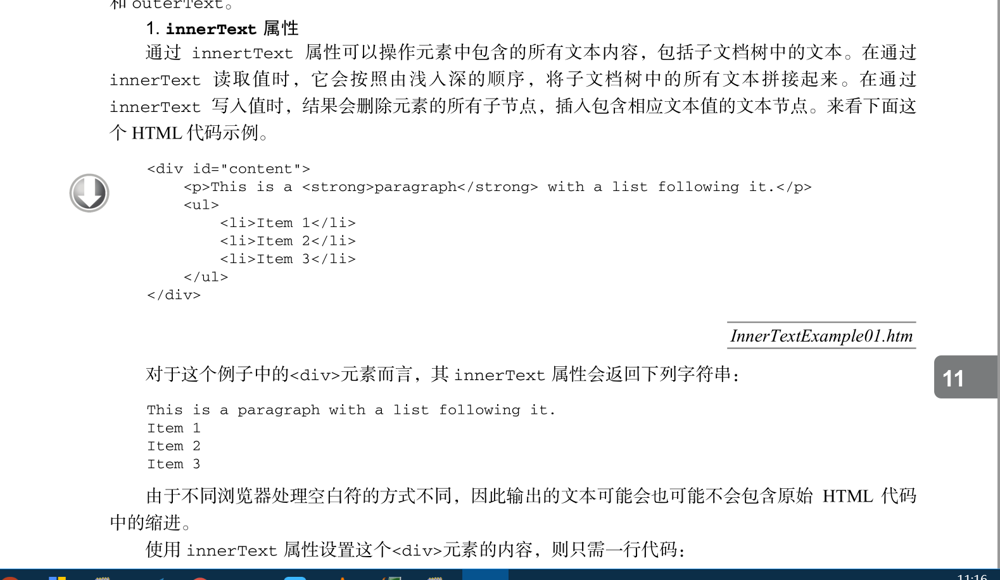 和 outerText。
1. innerText 属性
通过 innertText 属性可以操作元素中包含的所有文本内容，包括子文档树中的文本。在通过
innerText 读取值时，它会按照由浅入深的顺序，将子文档树中的所有文本拼接起来。在通过
innerText 写入值时，结果会删除元素的所有子节点，插入包含相应文本值的文本节点。来看下面这
个 HTML 代码示例。
<div id="content">
    <p>This is a <strong>paragraph</strong> with a list following it.</p>
    <ul>
        <li>Item 1</li>
        <li>Item 2</li>
        <li>Item 3</li>
    </ul>
</div>
InnerTextExample01.htm
对于这个例子中的<div>元素而言，其 innerText 属性会返回下列字符串：
11
This is a paragraph with a list following it.
Item 1
Item 2
Item 3
由于不同浏览器处理空白符的方式不同，因此输出的文本可能会也可能不会包含原始 HTML 代码
中的缩进。
使用 innerText 属性设置这个<div>元素的内容，则只需一行代码：
11:16